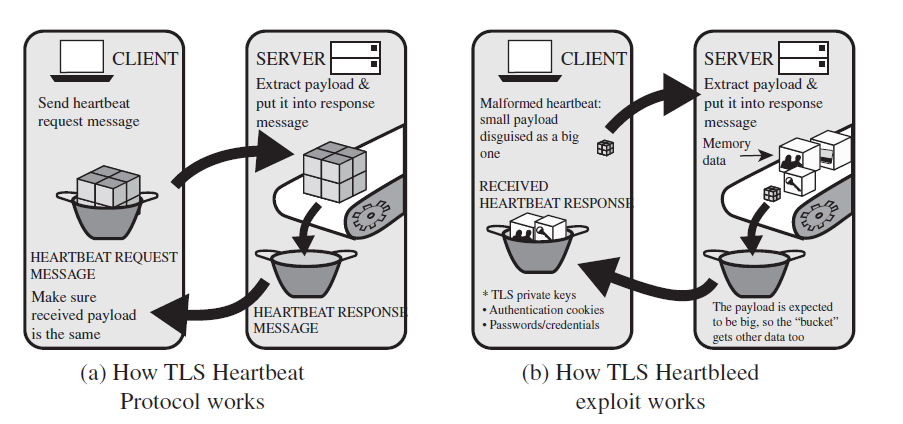 CLIENT
Send heartbeat
request message
HEARTBEAT REQUEST
MESSAGE
Make sure
received payload
is the same
SERVER
Extract payload &
put it into response
message
HEARTBEAT RESPONSE
MESSAGE
(a) How TLS Heartbeat
Protocol works
CLIENT
Malformed heartbeat:
small payload
disguised as a big
one
RECEIVED
HEARTBEAT RESPONSE
* TLS private keys
• Authentication cookies
• Passwords/credentials
SERVER
Extract payload &
put it into response
message
Memory
data
The payload is expected
to be big, so the “bucket”
gets other data too
(b) How TLS Heartbleed
exploit works